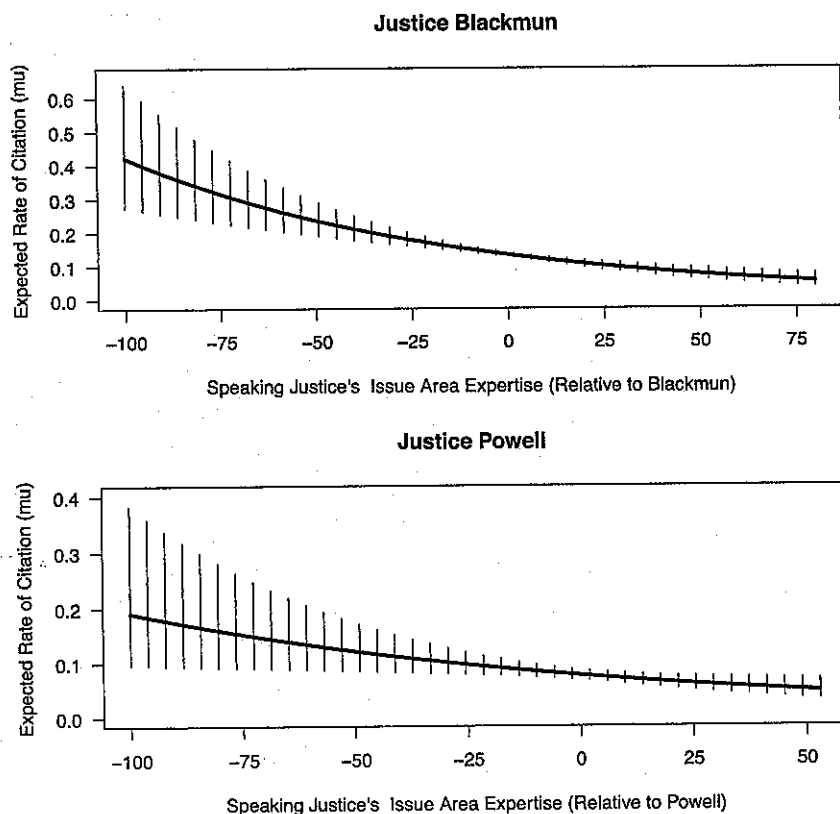 Justice Blackmun
Expected Rate of Citation (mu)
0.6
0.5
0.4
0.3
0.2
0.1
0.0
−100 −75 −50 −25 0 25 50 75
Speaking Justice's Issue Area Expertise (Relative to Blackmun)
Justice Powell
Expected Rate of Citation (mu)
0.4
0.3
0.2
0.1
0.0
−100 −75 −50 −25 0 25 50
Speaking Justice's Issue Area Expertise (Relative to Powell)